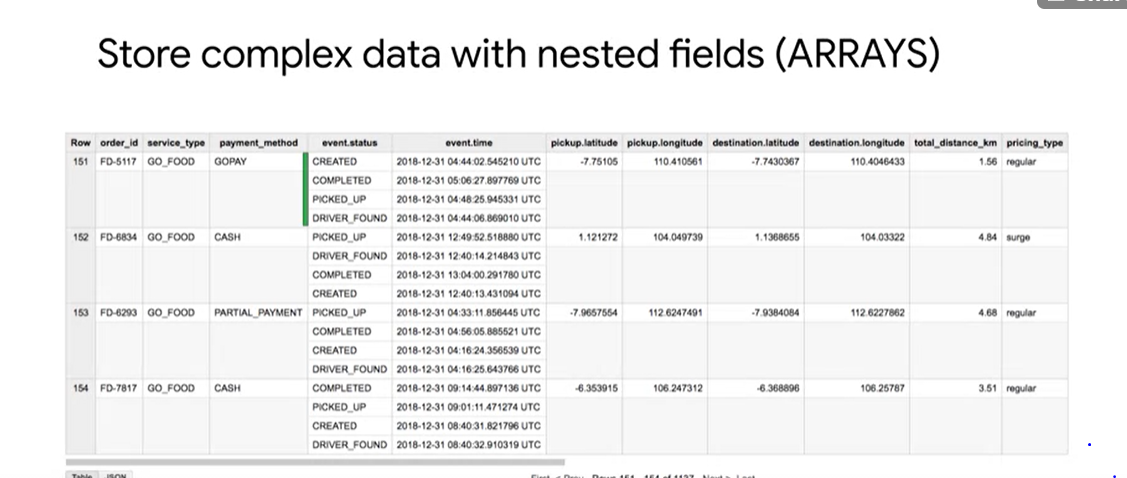 Store complex data with nested fields (ARRAYS)
Row order_id service_type payment_method event.status event.time pickup.latitude pickup.longitude destination.latitude destination.longitude total_distance_km pricing_type
151 FD-5117 GO_FOOD GOPAY CREATED 2018-12-31 04:44:02.545210 UTC -7.75105 110.410561 -7.7430367 110.4046433 1.56 regular
COMPLETED 2018-12-31 05:06:27.897769 UTC
PICKED_UP 2018-12-31 04:48:25.945331 UTC
DRIVER_FOUND 2018-12-31 04:44:06.869010 UTC
152 FD-6834 GO_FOOD CASH PICKED_UP 2018-12-31 12:49:52.518880 UTC 1.121272 104.049739 1.1368655 104.03322 4.84 surge
DRIVER_FOUND 2018-12-31 12:40:14.214843 UTC
COMPLETED 2018-12-31 13:04:00.291780 UTC
CREATED 2018-12-31 12:40:13.431094 UTC
153 FD-6293 GO_FOOD PARTIAL_PAYMENT PICKED_UP 2018-12-31 04:33:11.856445 UTC -7.9657554 112.6247491 -7.9384084 112.6227862 4.68 regular
COMPLETED 2018-12-31 04:56:05.885521 UTC
CREATED 2018-12-31 04:16:24.356539 UTC
DRIVER_FOUND 2018-12-31 04:16:25.643766 UTC
154 FD-7817 GO_FOOD CASH COMPLETED 2018-12-31 09:14:44.897136 UTC -6.353915 106.247312 -6.368896 106.25787 3.51 regular
PICKED_UP 2018-12-31 09:01:11.471274 UTC
CREATED 2018-12-31 08:40:31.821796 UTC
DRIVER_FOUND 2018-12-31 08:40:32.910319 UTC
Table JSON